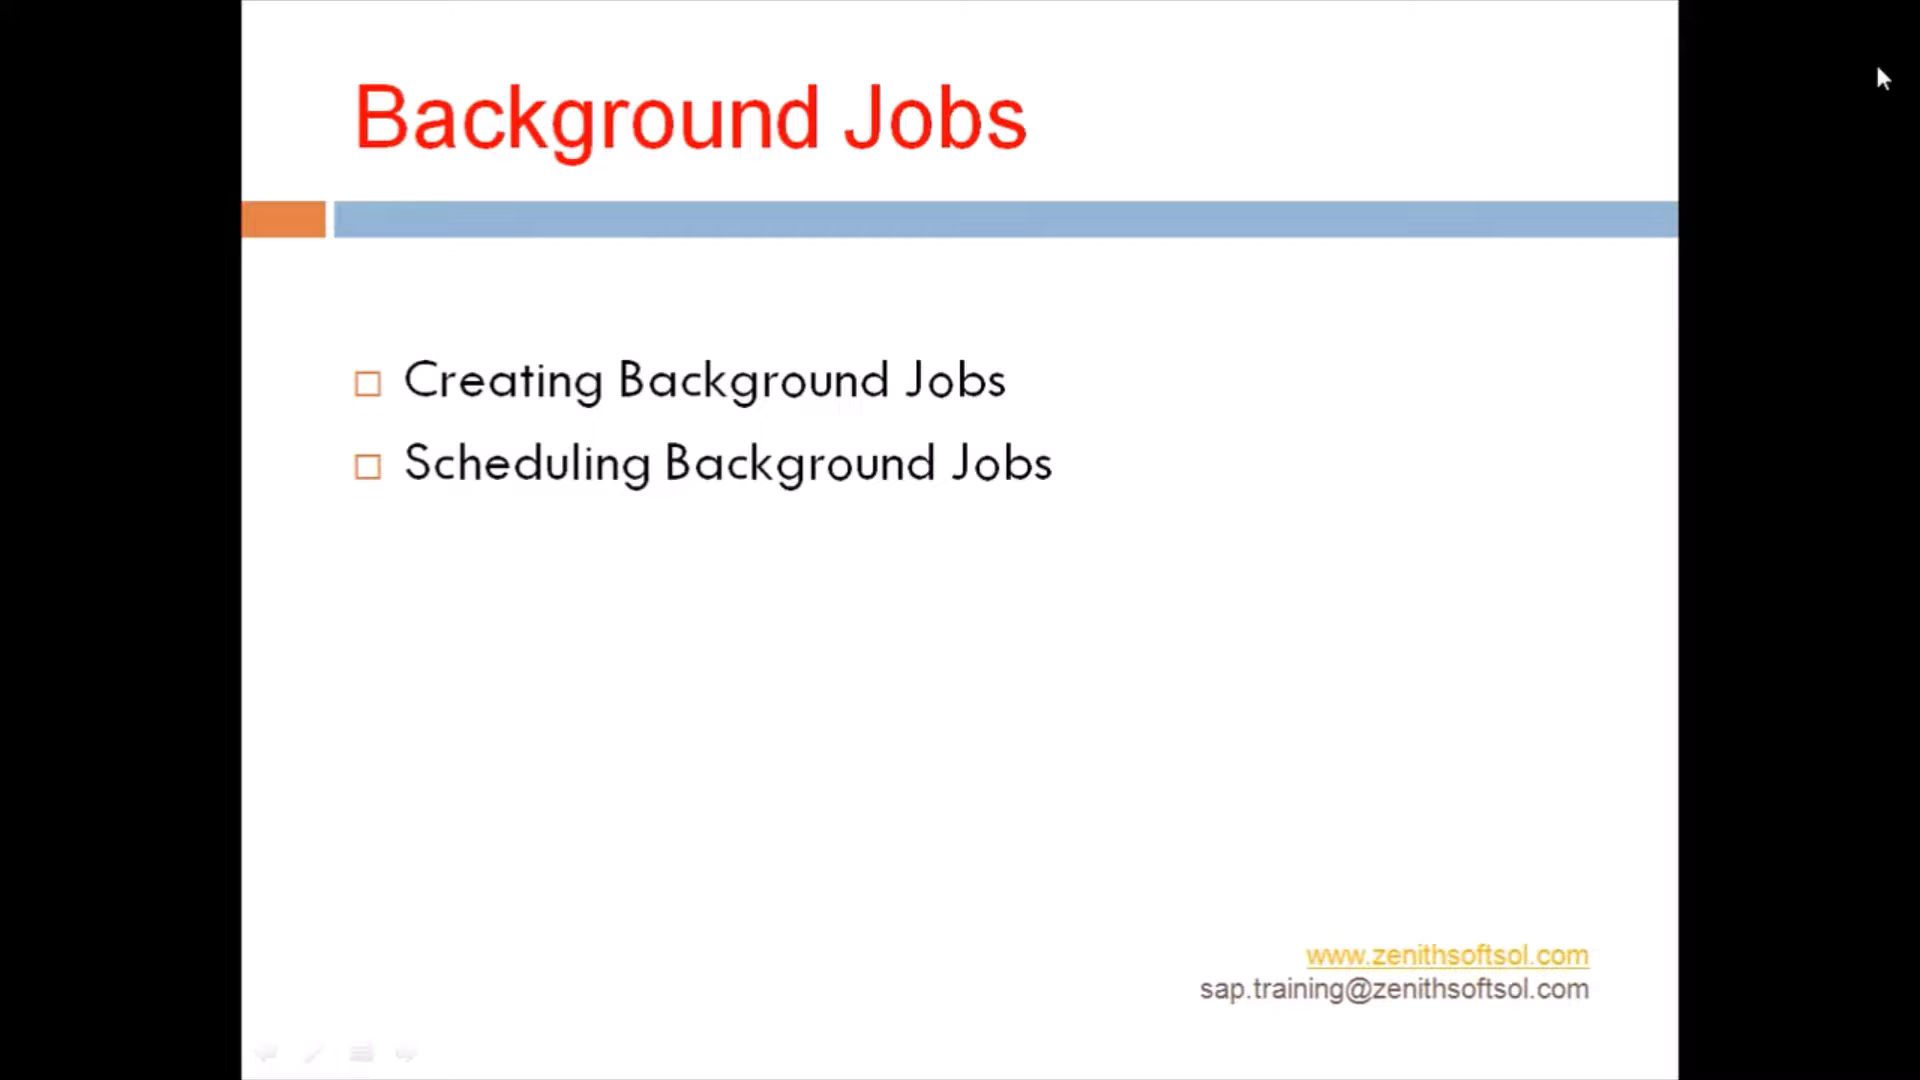 Background Jobs
Creating Background Jobs
Scheduling Background Jobs
www.zenithsoftsol.com
sap.training@zenithsoftsol.com